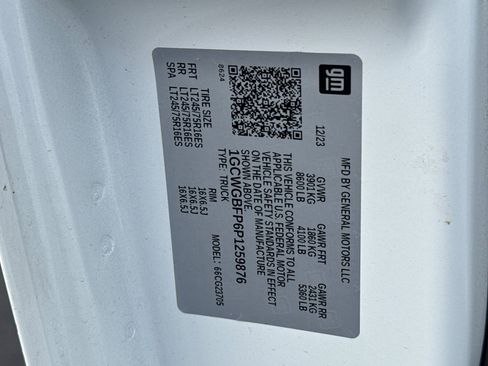 gm
MFD BY GENERAL MOTORS LLC
12/23 GVWR GAWR FRT GAWR RR
3901 KG 1860 KG 2431 KG
8600 LB 4100 LB 5360 LB
THIS VEHICLE CONFORMS TO ALL
APPLICABLE U.S. FEDERAL MOTOR
VEHICLE SAFETY STANDARDS IN EFFECT
ON THE DATE OF MANUFACTURE
SHOWN ABOVE.
1GCWGBFP6P1259876
TYPE: TRUCK MODEL: 66CG23705
8624
TIRE SIZE RIM
FRT LT245/75R16ES 16X6.5J
RR LT245/75R16ES 16X6.5J
SPA LT245/75R16ES 16X6.5J